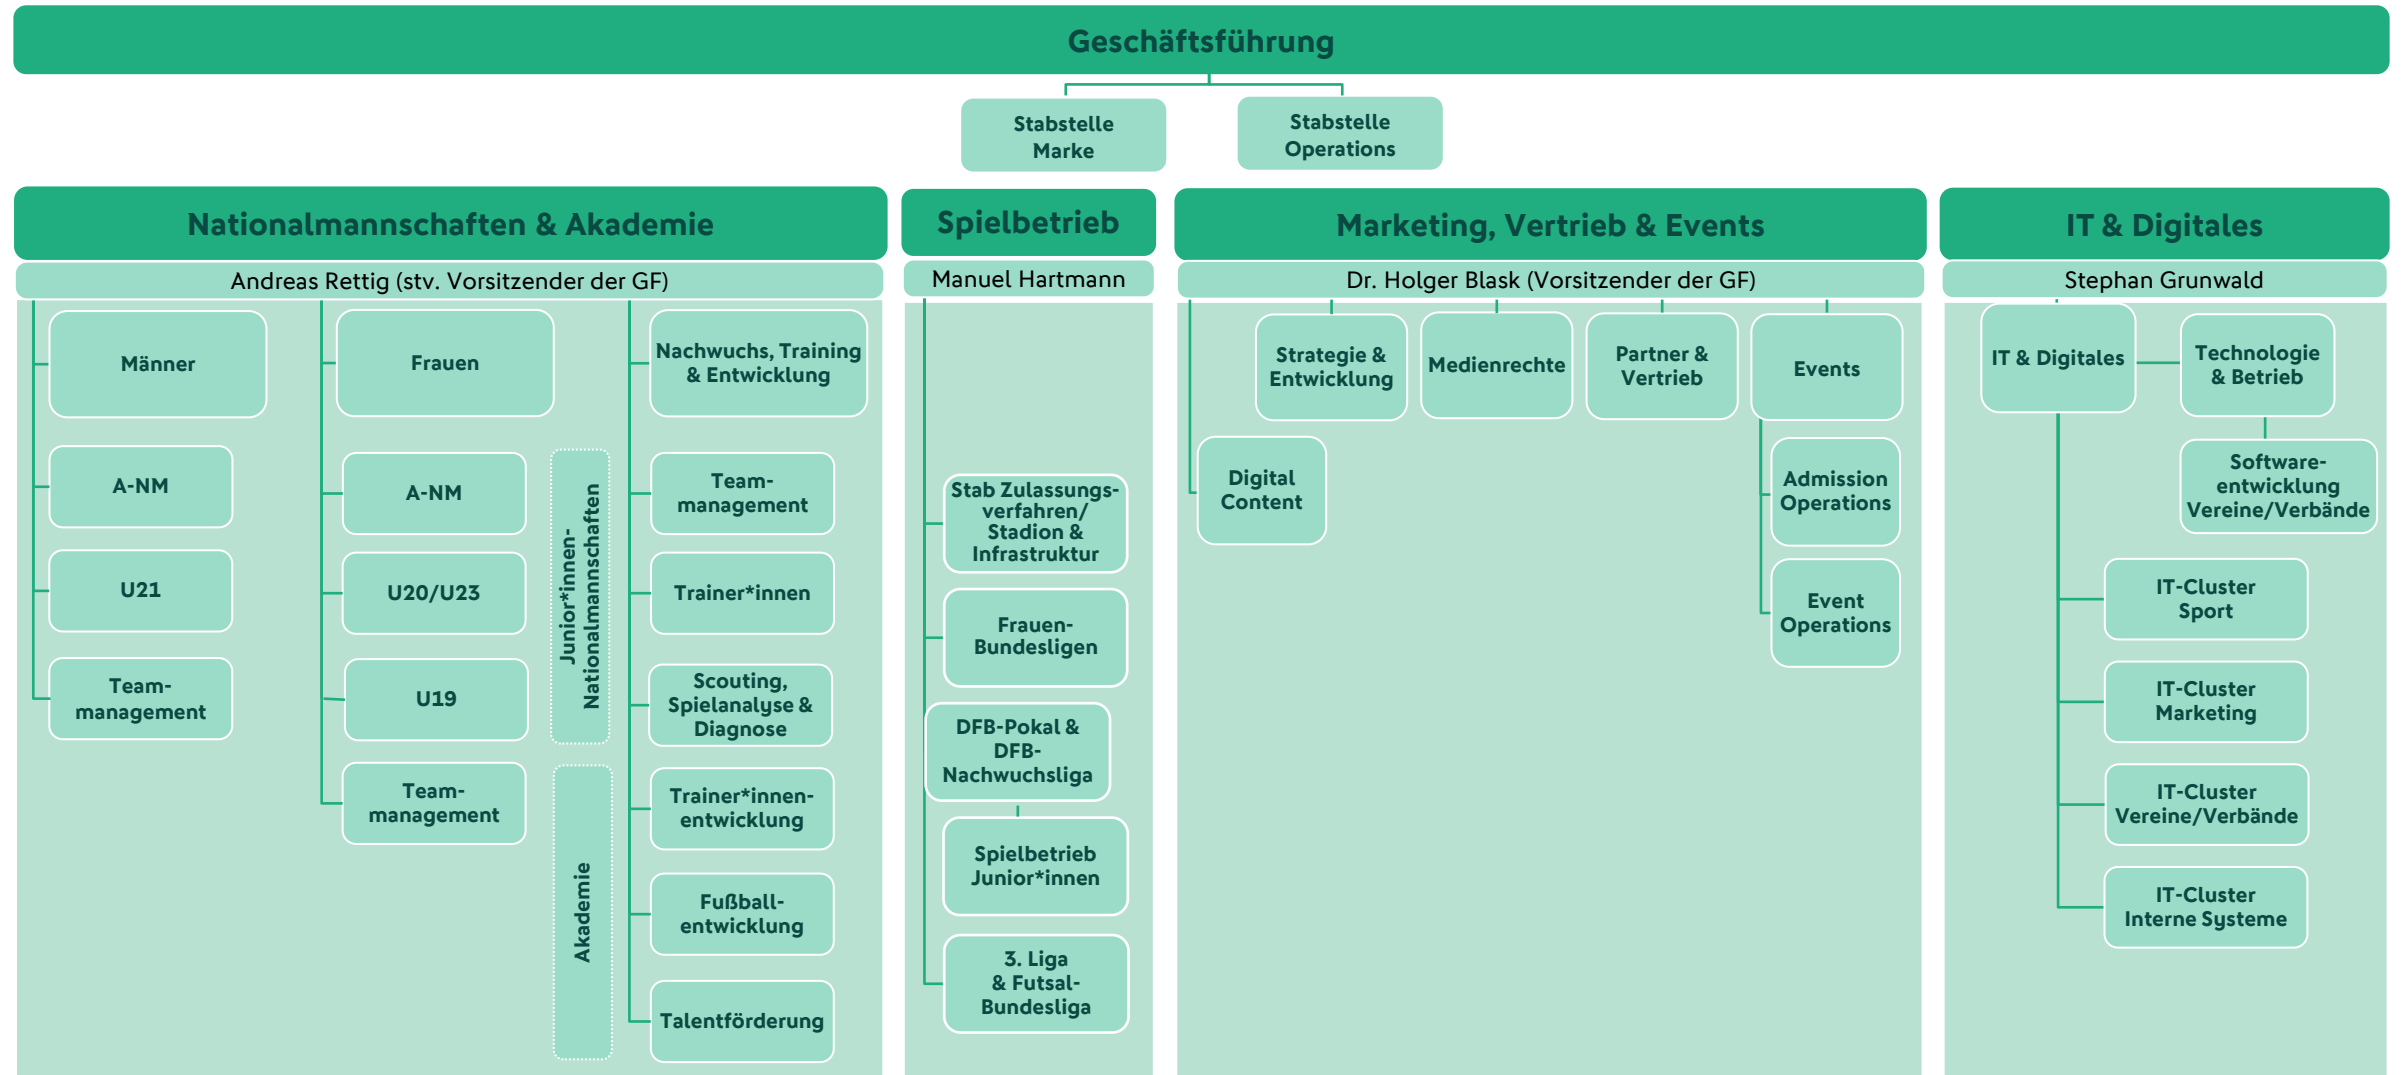 Geschäftsführung
Stabstelle
Marke
Stabstelle
Operations
Nationalmannschaften & Akademie
Andreas Rettig (stv. Vorsitzender der GF)
Männer
A-NM
U21
Team-
management
Frauen
A-NM
U20/U23
U19
Team-
management
Junior*innen-
Nationalmannschaften
Akademie
Nachwuchs, Training
& Entwicklung
Team-
management
Trainer*innen
Scouting,
Spielanalyse &
Diagnose
Trainer*innen-
entwicklung
Fußball-
entwicklung
Talentförderung
Spielbetrieb
Manuel Hartmann
Stab Zulassungs-
verfahren/
Stadion &
Infrastruktur
Frauen-
Bundesligen
DFB-Pokal &
DFB-
Nachwuchsliga
Spielbetrieb
Junior*innen
3. Liga
& Futsal-
Bundesliga
Marketing, Vertrieb & Events
Dr. Holger Blask (Vorsitzender der GF)
Strategie &
Entwicklung
Medienrechte
Partner &
Vertrieb
Events
Digital
Content
Admission
Operations
Event
Operations
IT & Digitales
Stephan Grunwald
IT & Digitales
Technologie
& Betrieb
Software-
entwicklung
Vereine/Verbände
IT-Cluster
Sport
IT-Cluster
Marketing
IT-Cluster
Vereine/Verbände
IT-Cluster
Interne Systeme